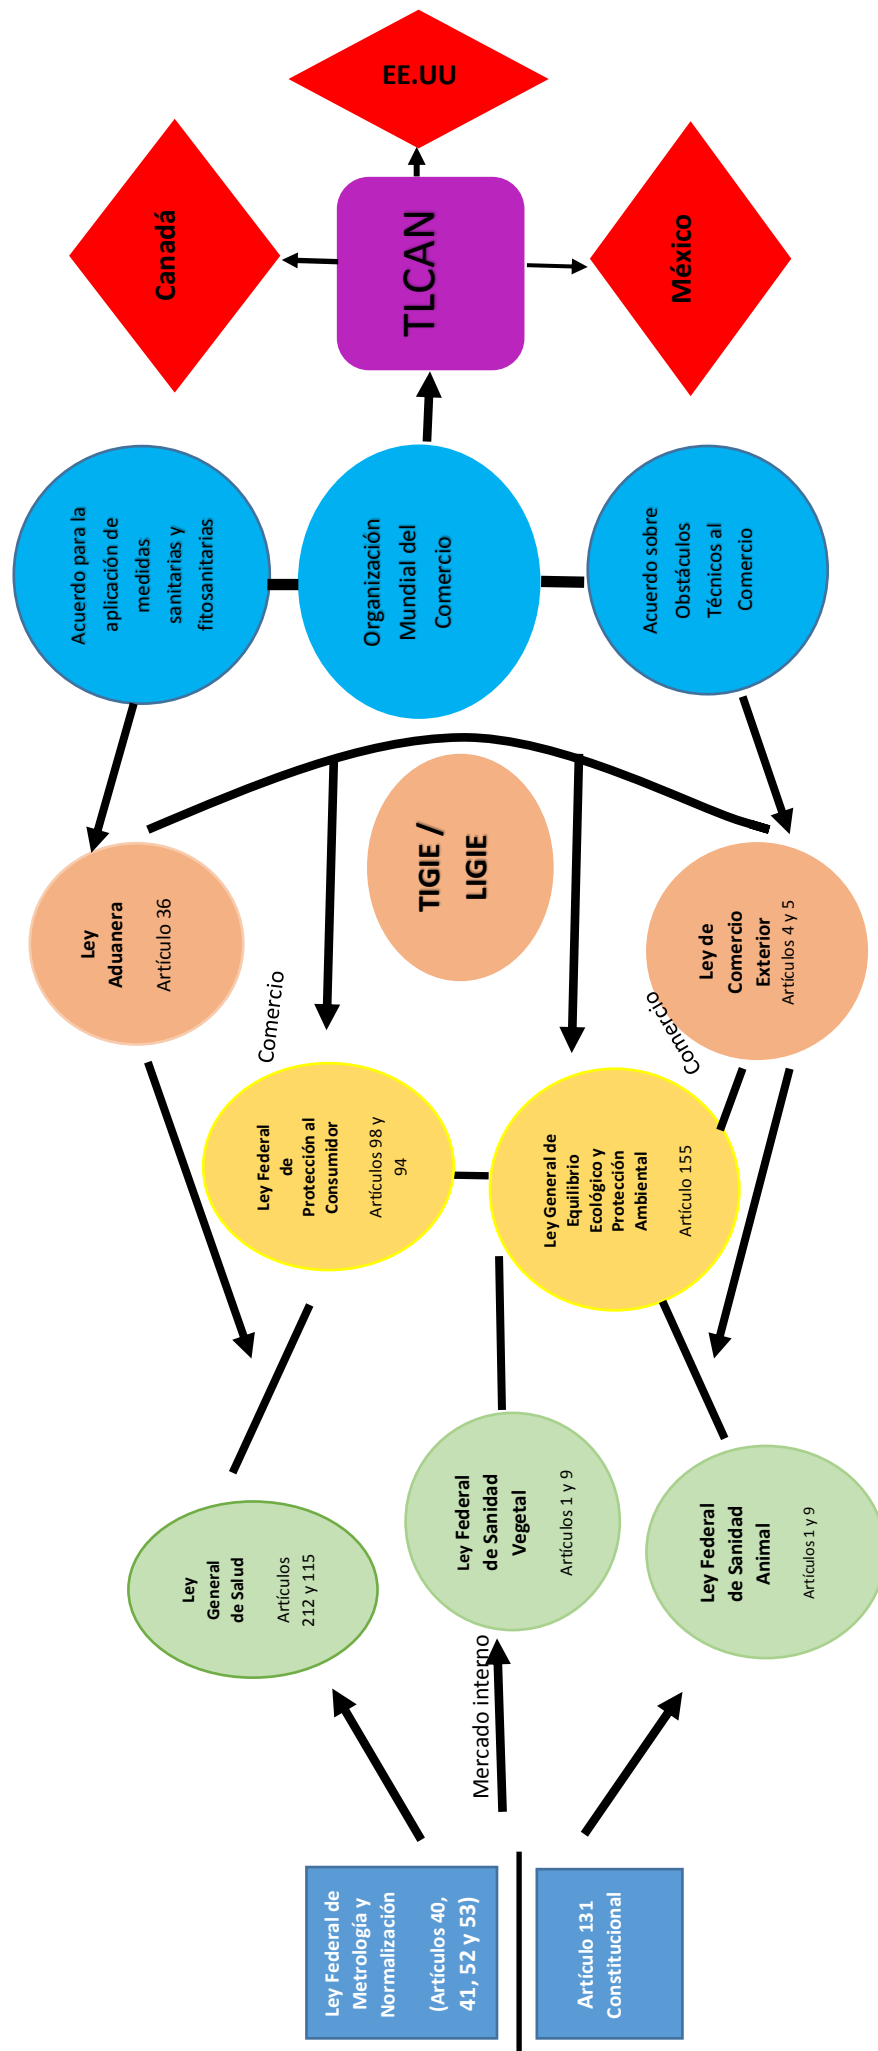 Ley Federal de
Metrología y
Normalización
(Artículos 40,
41, 52 y 53)
Artículo 131
Constitucional
Mercado interno
Ley
General
de Salud
Artículos
212 y 115
Ley Federal
de Sanidad
Vegetal
Artículos 1 y 9
Ley Federal
de Sanidad
Animal
Artículos 1 y 9
Ley Federal
de
Protección al
Consumidor
Artículos 98 y
94
Ley General de
Equilibrio
Ecológico y
Protección
Ambiental
Artículo 155
Comercio
Comercio
Ley
Aduanera
Artículo 36
TIGIE /
LIGIE
Ley de
Comercio
Exterior
Artículos 4 y 5
Acuerdo para la
aplicación de
medidas
sanitarias y
fitosanitarias
Organización
Mundial del
Comercio
Acuerdo sobre
Obstáculos
Técnicos al
Comercio
TLCAN
Canadá
EE.UU
México